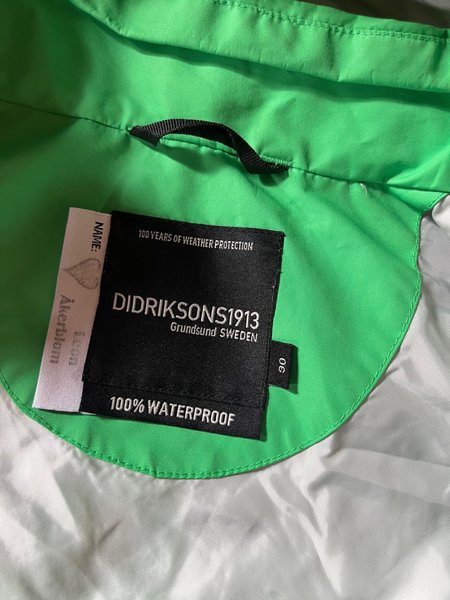 100 YEARS OF WEATHER PROTECTION
DIDRIKSONS1913
Grundsund SWEDEN
100% WATERPROOF
90
NAME:
Leon
Åkerblom